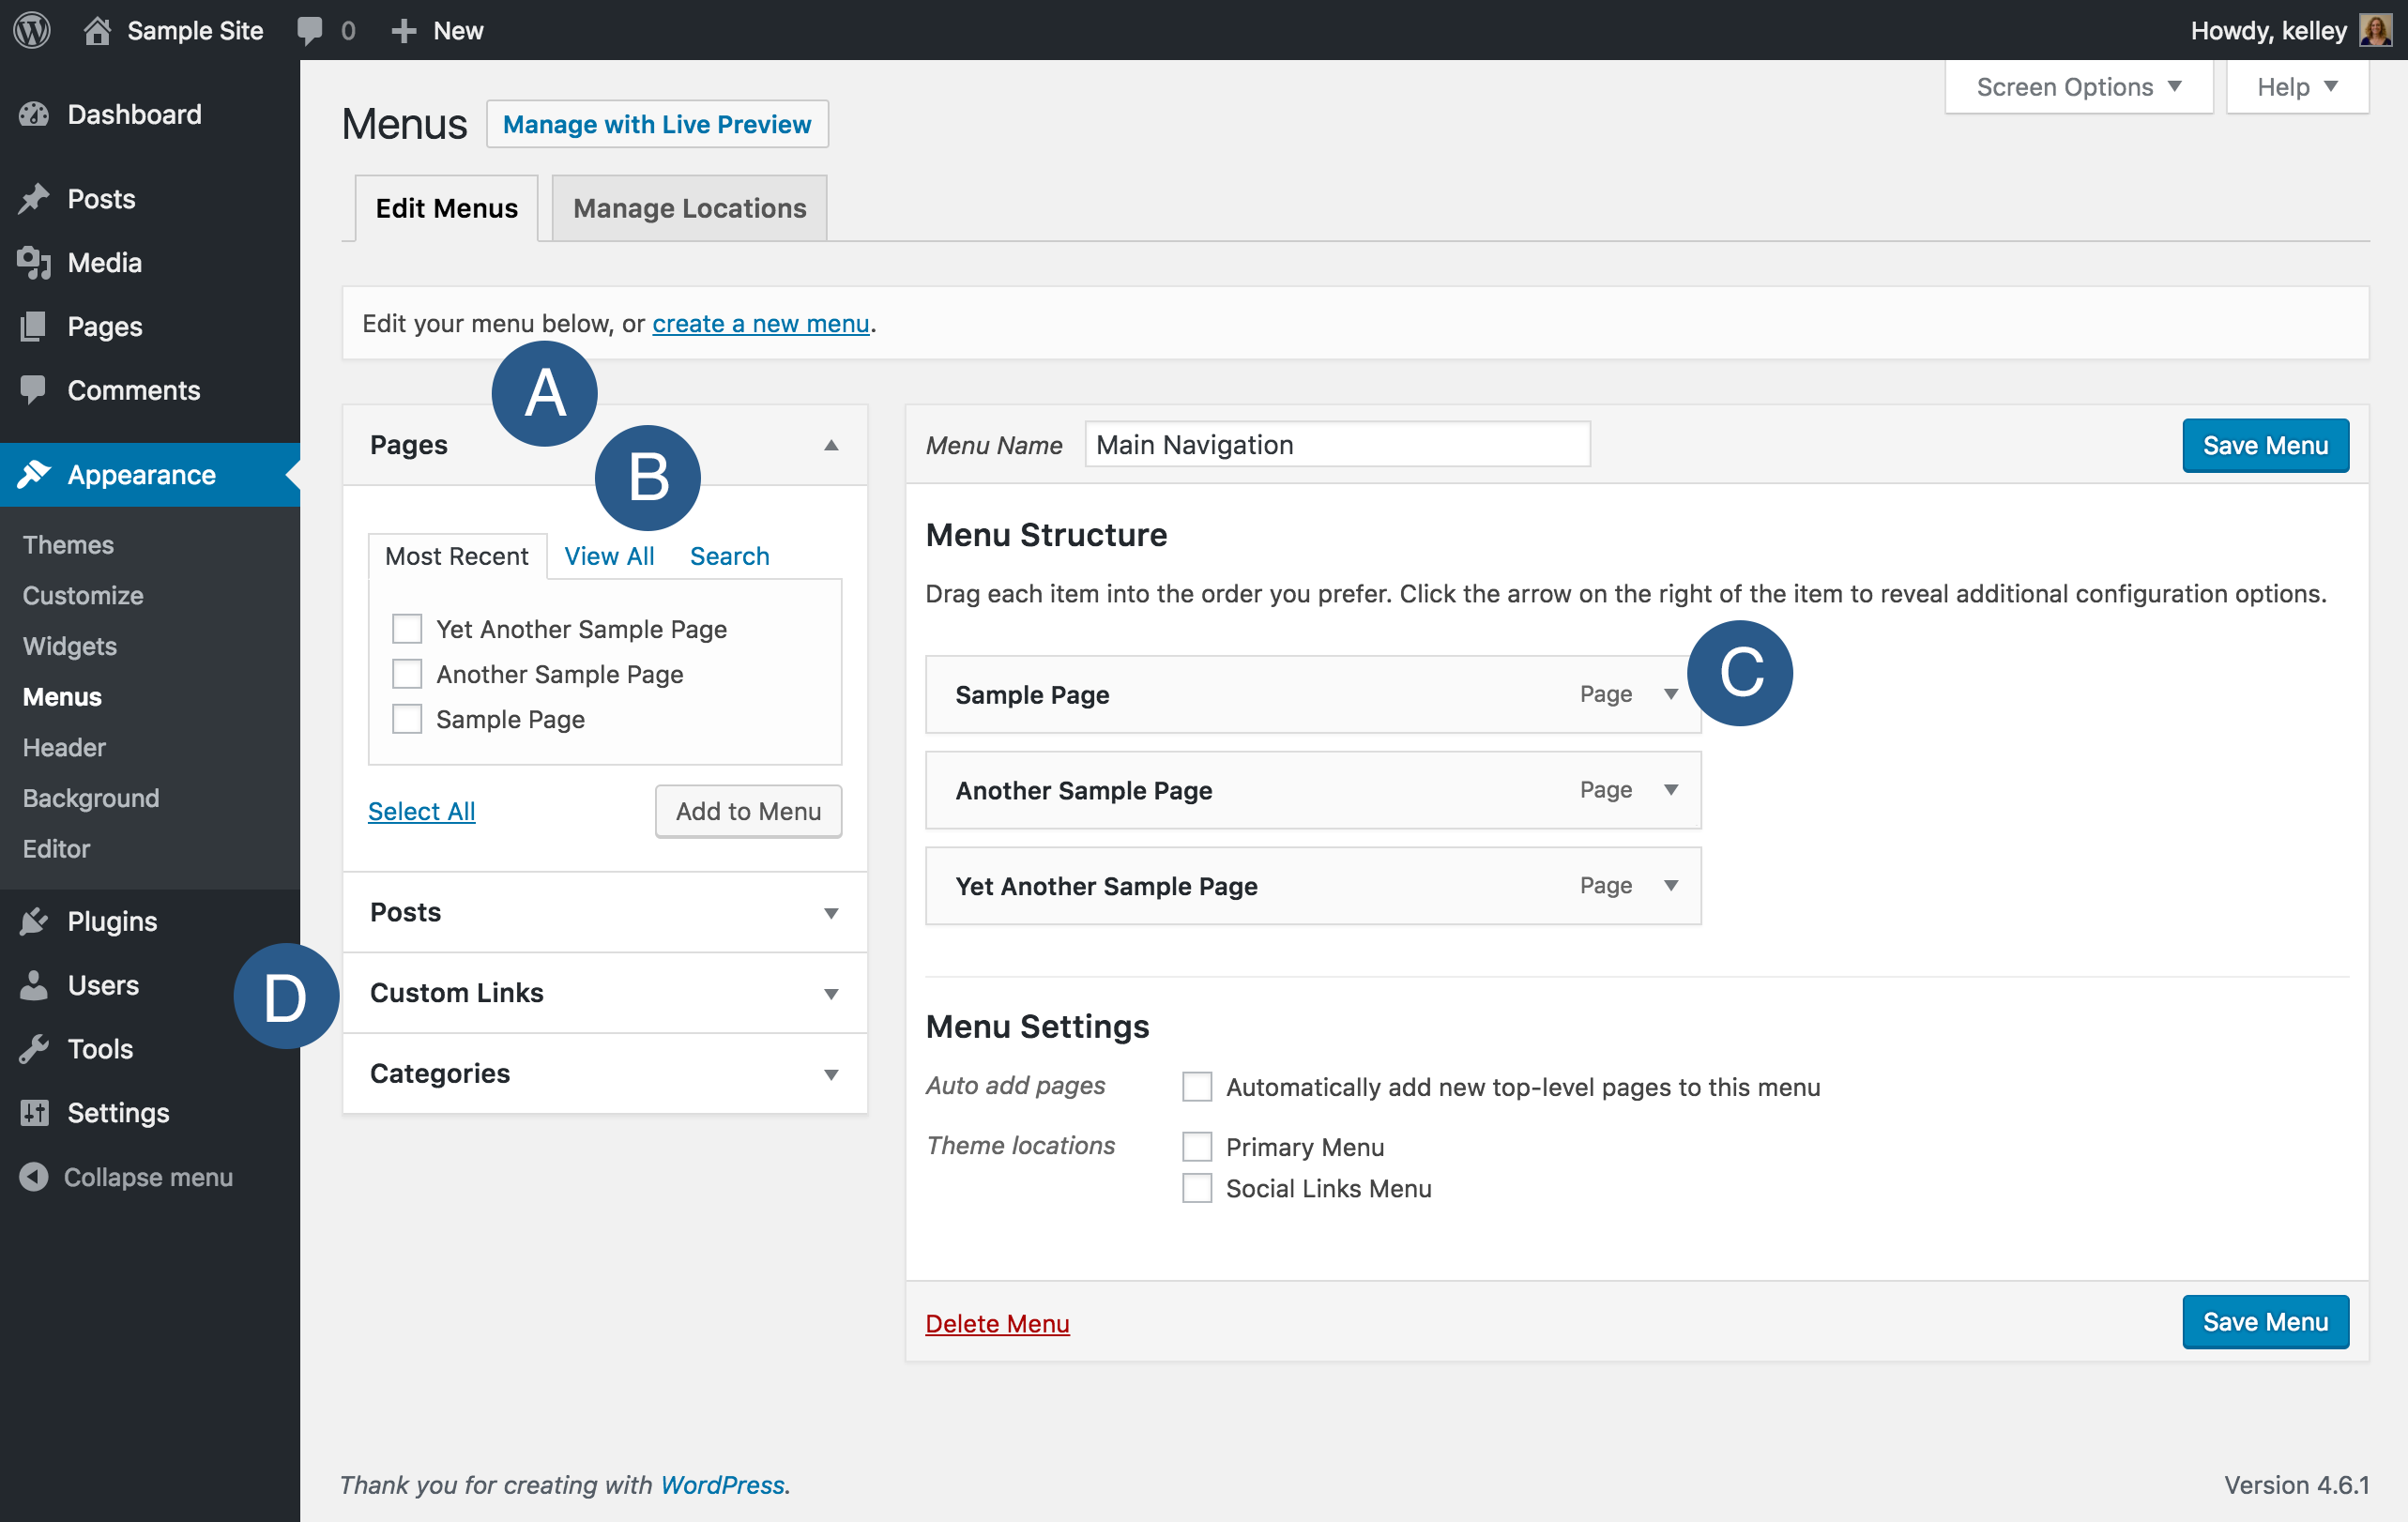 Sample Site 0 New Howdy, kelley
Dashboard
Posts
Media
Pages
Comments
Appearance
Themes
Customize
Widgets
Menus
Header
Background
Editor
Plugins
Users
Tools
Settings
Collapse menu
Screen Options Help
Menus Manage with Live Preview
Edit Menus Manage Locations
Edit your menu below, or create a new menu.
A
Pages
B
Most Recent View All Search
Yet Another Sample Page
Another Sample Page
Sample Page
Select All Add to Menu
Posts
D
Custom Links
Categories
Menu Name Main Navigation Save Menu
Menu Structure
Drag each item into the order you prefer. Click the arrow on the right of the item to reveal additional configuration options.
C
Sample Page Page
Another Sample Page Page
Yet Another Sample Page Page
Menu Settings
Auto add pages Automatically add new top-level pages to this menu
Theme locations Primary Menu
Social Links Menu
Delete Menu Save Menu
Thank you for creating with WordPress. Version 4.6.1